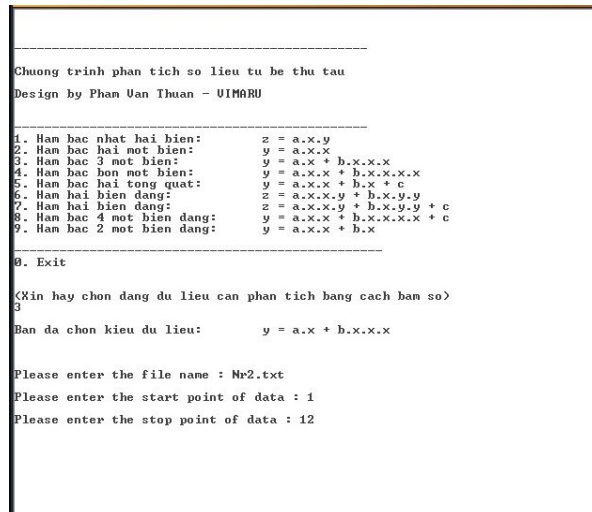 -----------------------------------------------
Chuong trinh phan tich so lieu tu be thu tau
Design by Pham Van Thuan - VIMARU
-----------------------------------------------
1. Ham bac nhat hai bien: z = a.x.y
2. Ham bac hai mot bien: y = a.x.x
3. Ham bac 3 mot bien: y = a.x + b.x.x.x
4. Ham bac bon mot bien: y = a.x.x + b.x.x.x.x
5. Ham bac hai tong quat: y = a.x.x + b.x + c
6. Ham hai bien dang: z = a.x.x.y + b.x.y.y
7. Ham hai bien dang: z = a.x.x.y + b.x.y.y + c
8. Ham bac 4 mot bien dang: y = a.x.x + b.x.x.x.x + c
9. Ham bac 2 mot bien dang: y = a.x.x + b.x
-------------------------------------------------
0. Exit
(Xin hay chon dang du lieu can phan tich bang cach bam so)
3
Ban da chon kieu du lieu: y = a.x + b.x.x.x
Please enter the file name : Nr2.txt
Please enter the start point of data : 1
Please enter the stop point of data : 12